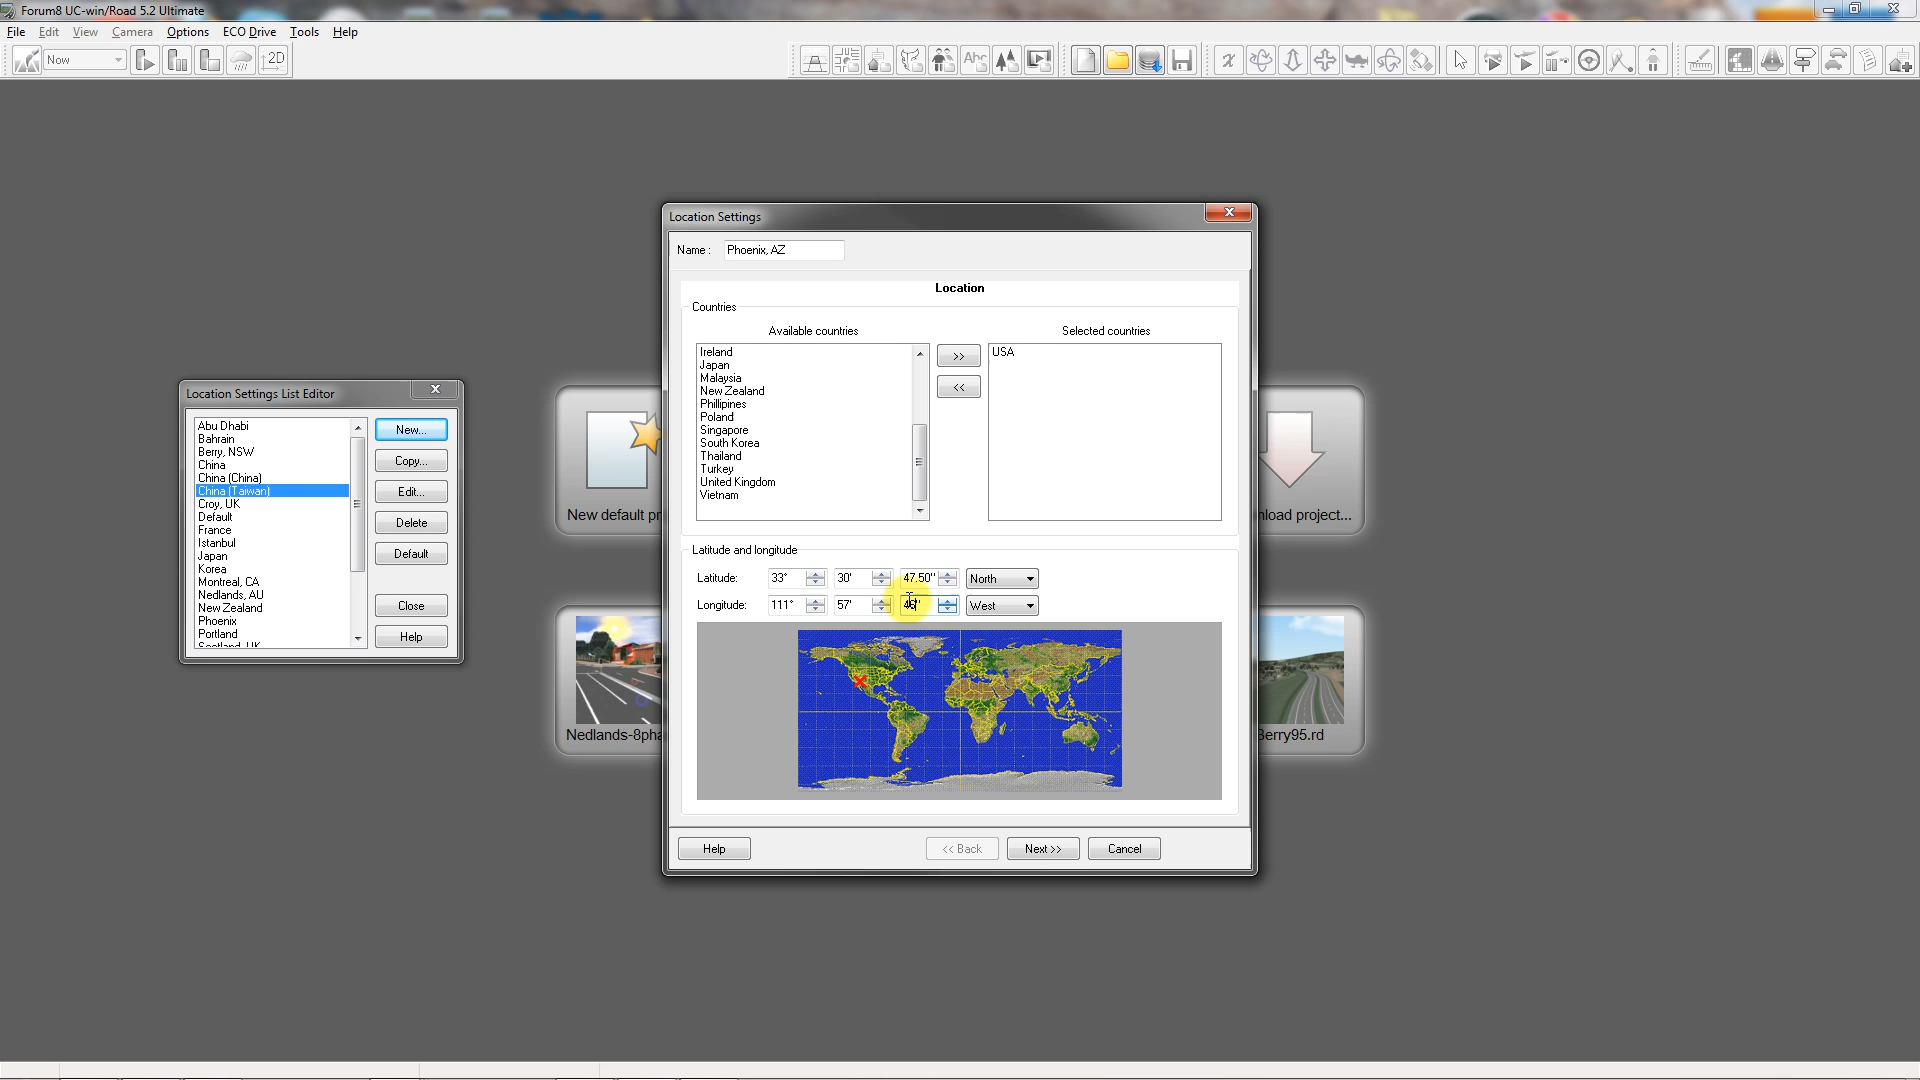 Forum8 UC-win/Road 5.2 Ultimate
File Edit View Camera Options ECO Drive Tools Help
Now
2D
Abc
x
Location Settings
Name : Phoenix, AZ
Location
Countries
Available countries
Selected countries
Ireland
Japan
Malaysia
New Zealand
Phillipines
Poland
Singapore
South Korea
Thailand
Turkey
United Kingdom
Vietnam
>>
<<
USA
Latitude and longitude
Latitude: 33° 30' 47.50'' North
Longitude: 111° 57' West
Help
<< Back
Next >>
Cancel
Location Settings List Editor
Abu Dhabi
Bahrain
Berry, NSW
China
China (China)
China (Taiwan)
Croy, UK
Default
France
Istanbul
Japan
Korea
Montreal, CA
Nedlands, AU
New Zealand
Phoenix
Portland
Scotland, UK
New...
Copy...
Edit...
Delete
Default
Close
Help
New default pr
nload project...
Nedlands-8pha
Berry95.rd